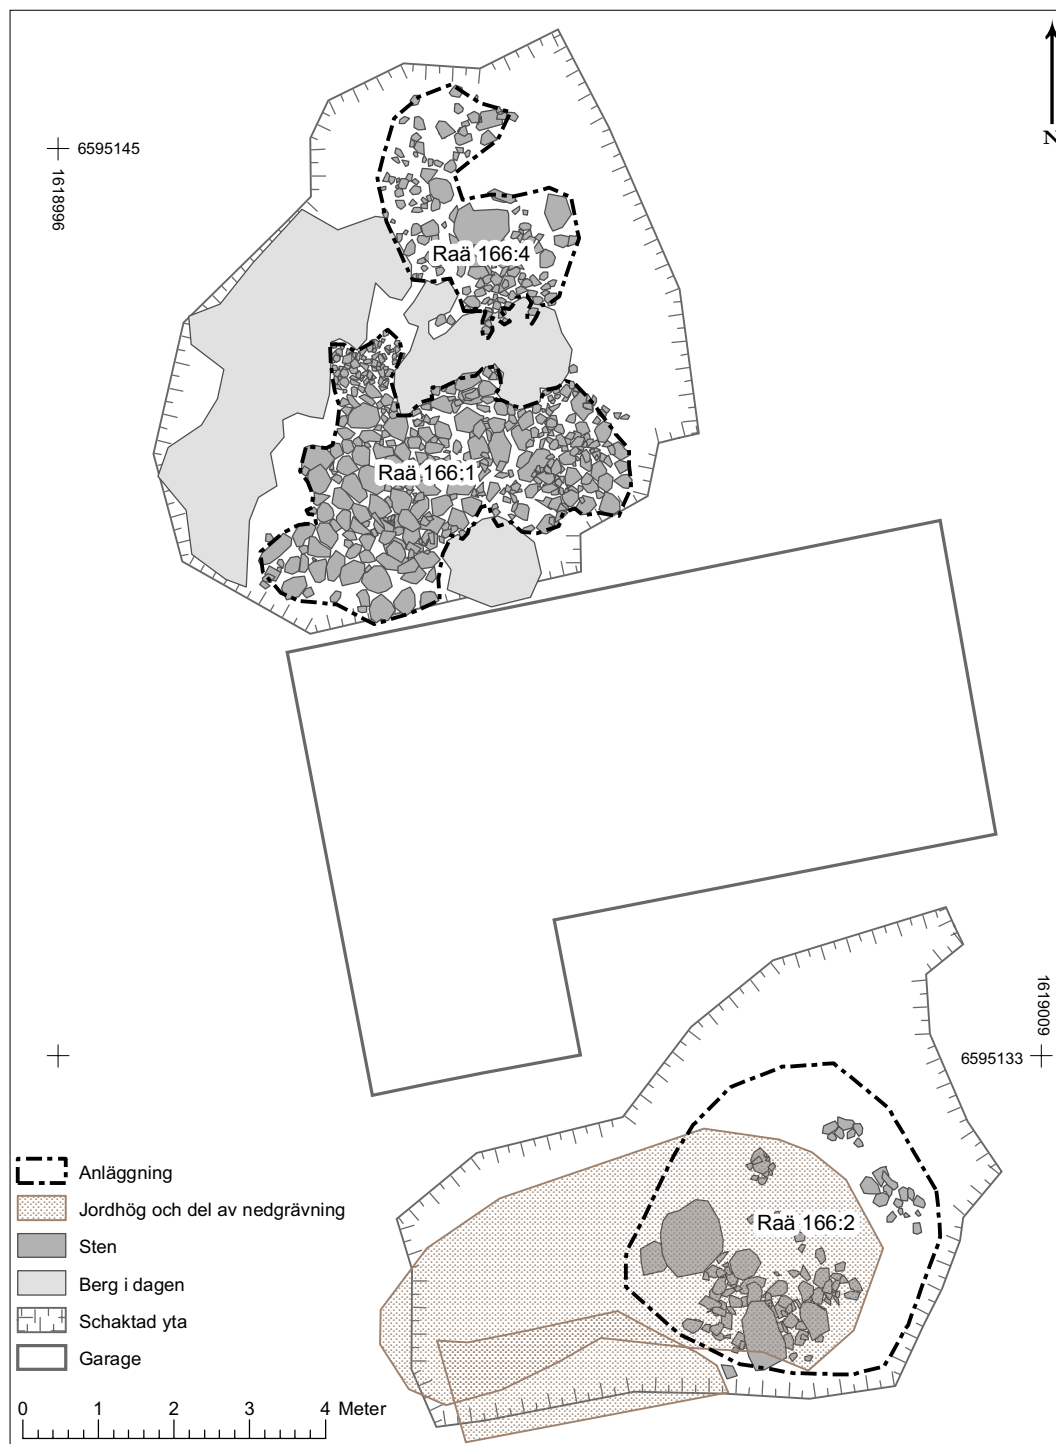 N
6595145
1618996
Raä 166:4
Raä 166:1
1619009
6595133
Raä 166:2
Anläggning
Jordhög och del av nedgrävning
Sten
Berg i dagen
Schaktad yta
Garage
0 1 2 3 4 Meter